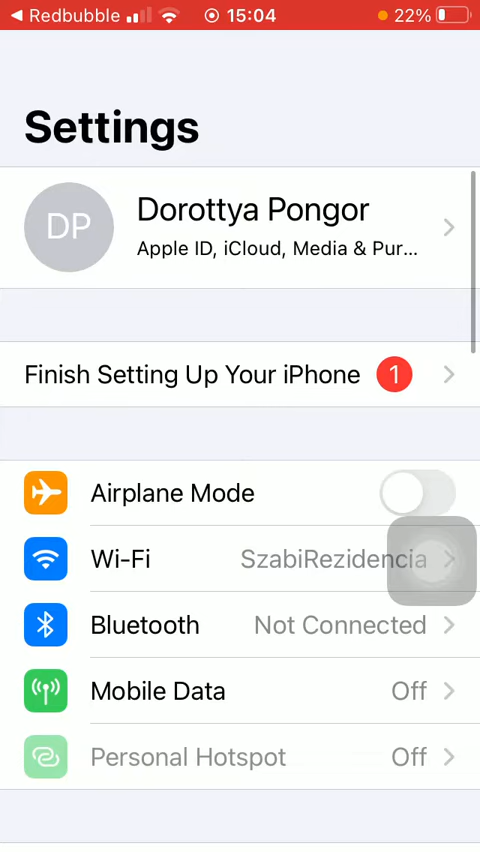 Redbubble 15:04 22%
Settings
DP
Dorottya Pongor
Apple ID, iCloud, Media & Pur...
Finish Setting Up Your iPhone 1
Airplane Mode
Wi-Fi SzabiRezidencia
Bluetooth Not Connected
Mobile Data Off
Personal Hotspot Off